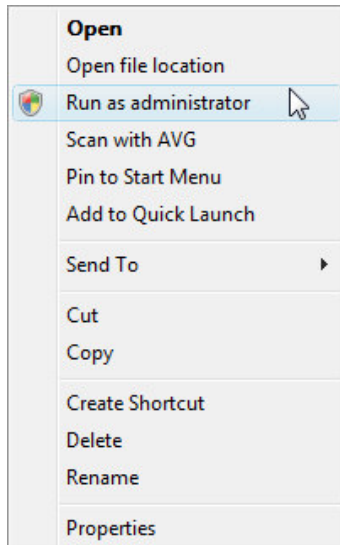 Open
Open file location
Run as administrator
Scan with AVG
Pin to Start Menu
Add to Quick Launch
Send To
Cut
Copy
Create Shortcut
Delete
Rename
Properties